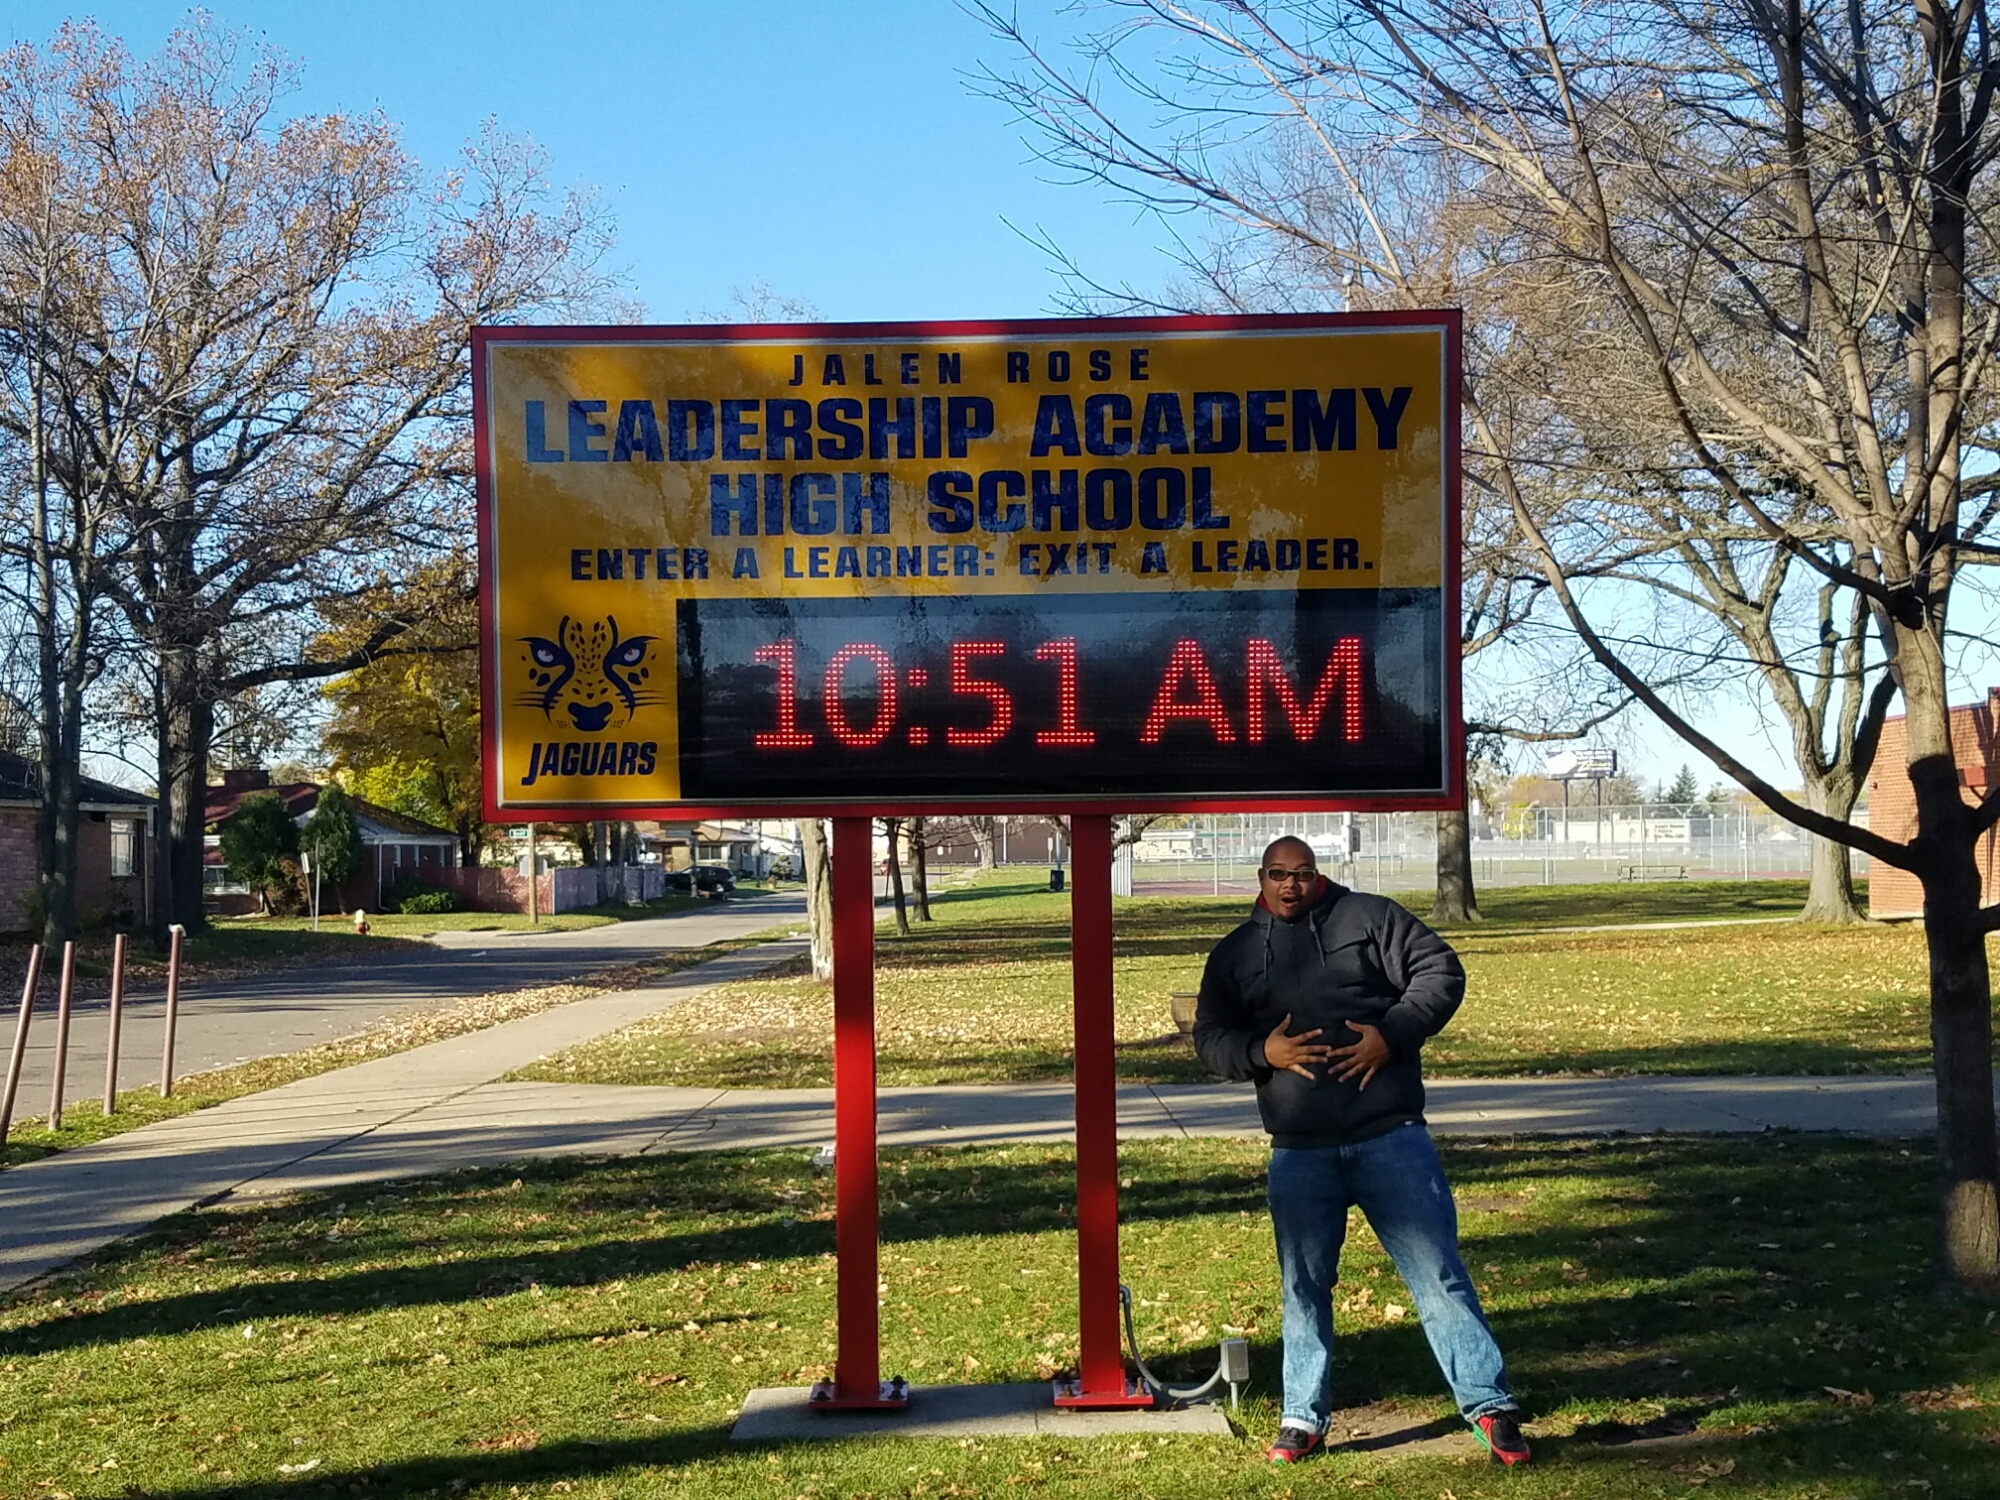 JALEN ROSE
LEADERSHIP ACADEMY
HIGH SCHOOL
ENTER A LEARNER: EXIT A LEADER.
10:51 AM
JAGUARS